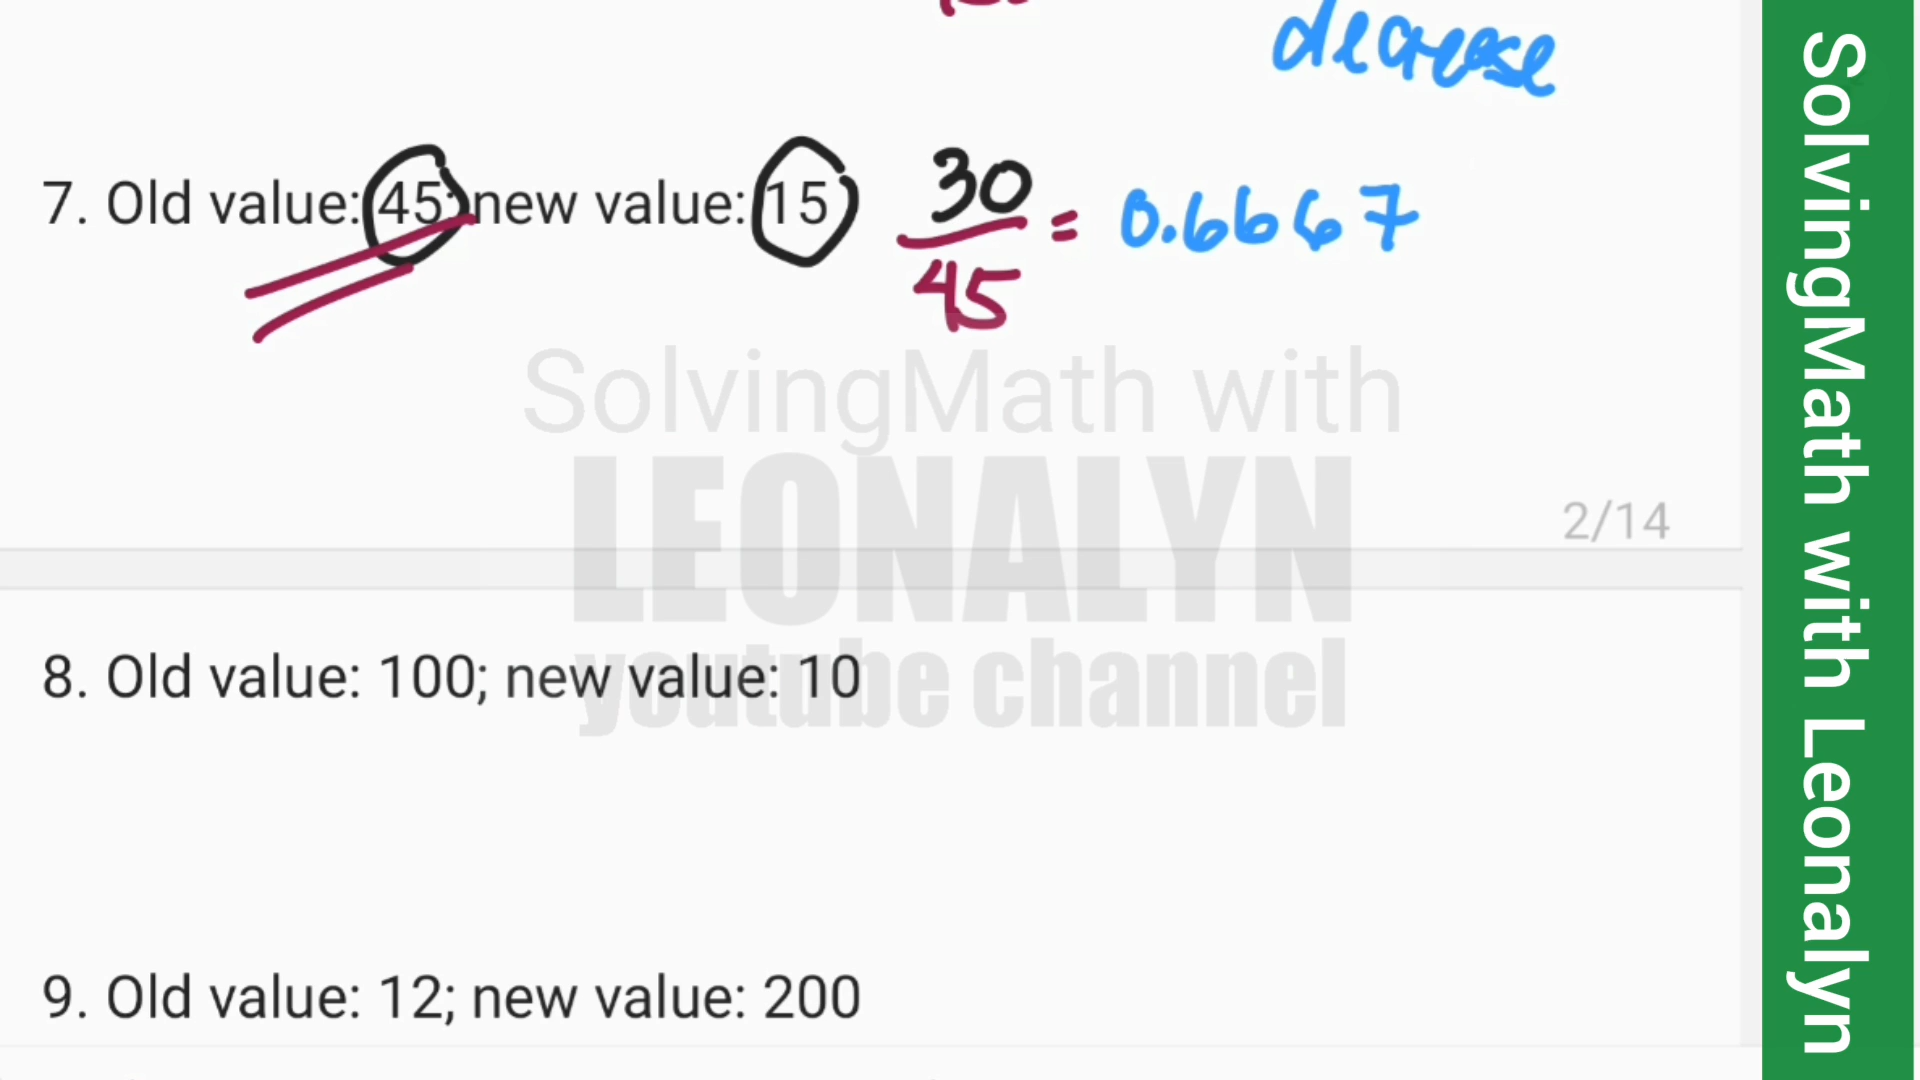 decrease
7. Old value: 45; new value: 15 30/45 = 0.6667
SolvingMath with
LEONALYN
youtube channel
2/14
8. Old value: 100; new value: 10
9. Old value: 12; new value: 200
SolvingMath with Leonalyn